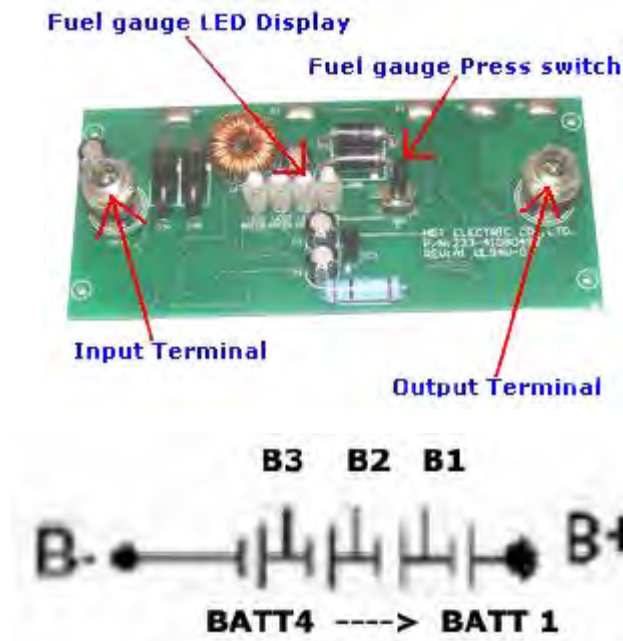 Fuel gauge LED Display
Fuel gauge Press switch
Input Terminal
Output Terminal
B3 B2 B1
B- B+
BATT4 ----> BATT 1